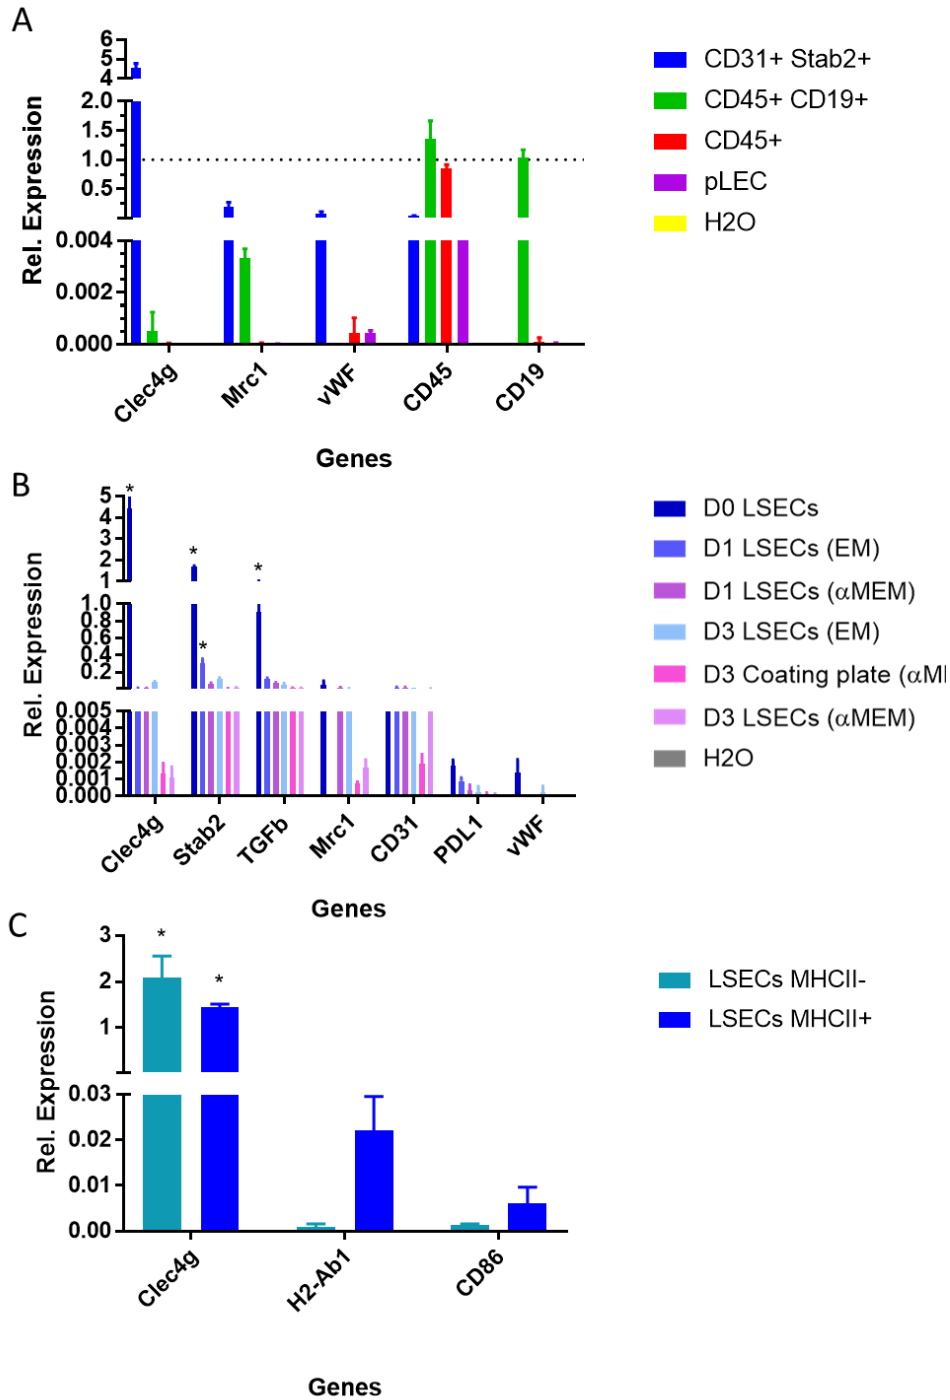 A
6
5
4
2.0
1.5
1.0
0.5
0.004
0.002
0.000
Rel. Expression
Clec4g
Mrc1
vWF
CD45
CD19
Genes
CD31+ Stab2+
CD45+ CD19+
CD45+
pLEC
H2O
B
5
4
3
2
1
1.0
0.8
0.6
0.4
0.2
0.005
0.004
0.003
0.002
0.001
0.000
Rel. Expression
*
*
*
*
Clec4g
Stab2
TGFb
Mrc1
CD31
PDL1
vWF
Genes
D0 LSECs
D1 LSECs (EM)
D1 LSECs (αMEM)
D3 LSECs (EM)
D3 Coating plate (αM
D3 LSECs (αMEM)
H2O
C
3
2
1
0.03
0.02
0.01
0.00
Rel. Expression
*
*
Clec4g
H2-Ab1
CD86
Genes
LSECs MHCII-
LSECs MHCII+